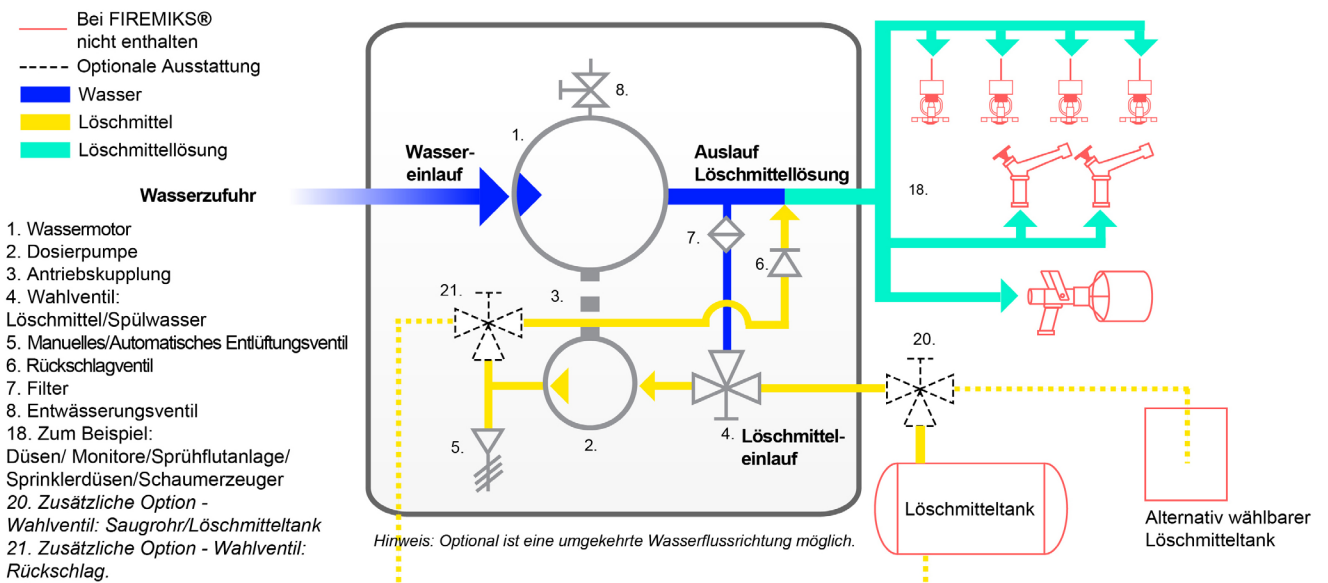 Bei FIREMIKS®
nicht enthalten
Optionale Ausstattung
Wasser
Löschmittel
Löschmittellösung
Wasserzufuhr
1. Wassermotor
2. Dosierpumpe
3. Antriebskupplung
4. Wahlventil:
Löschmittel/Spülwasser
5. Manuelles/Automatisches Entlüftungsventil
6. Rückschlagventil
7. Filter
8. Entwässerungsventil
18. Zum Beispiel:
Düsen/ Monitore/Sprühflutanlage/
Sprinklerdüsen/Schaumerzeuger
20. Zusätzliche Option -
Wahlventil: Saugrohr/Löschmitteltank
21. Zusätzliche Option - Wahlventil:
Rückschlag.
8.
1.
Wasser-
einlauf
Auslauf
Löschmittellösung
18.
7.
6.
21.
3.
20.
5.
2.
4.
Löschmittel-
einlauf
Löschmitteltank
Alternativ wählbarer
Löschmitteltank
Hinweis: Optional ist eine umgekehrte Wasserflussrichtung möglich.